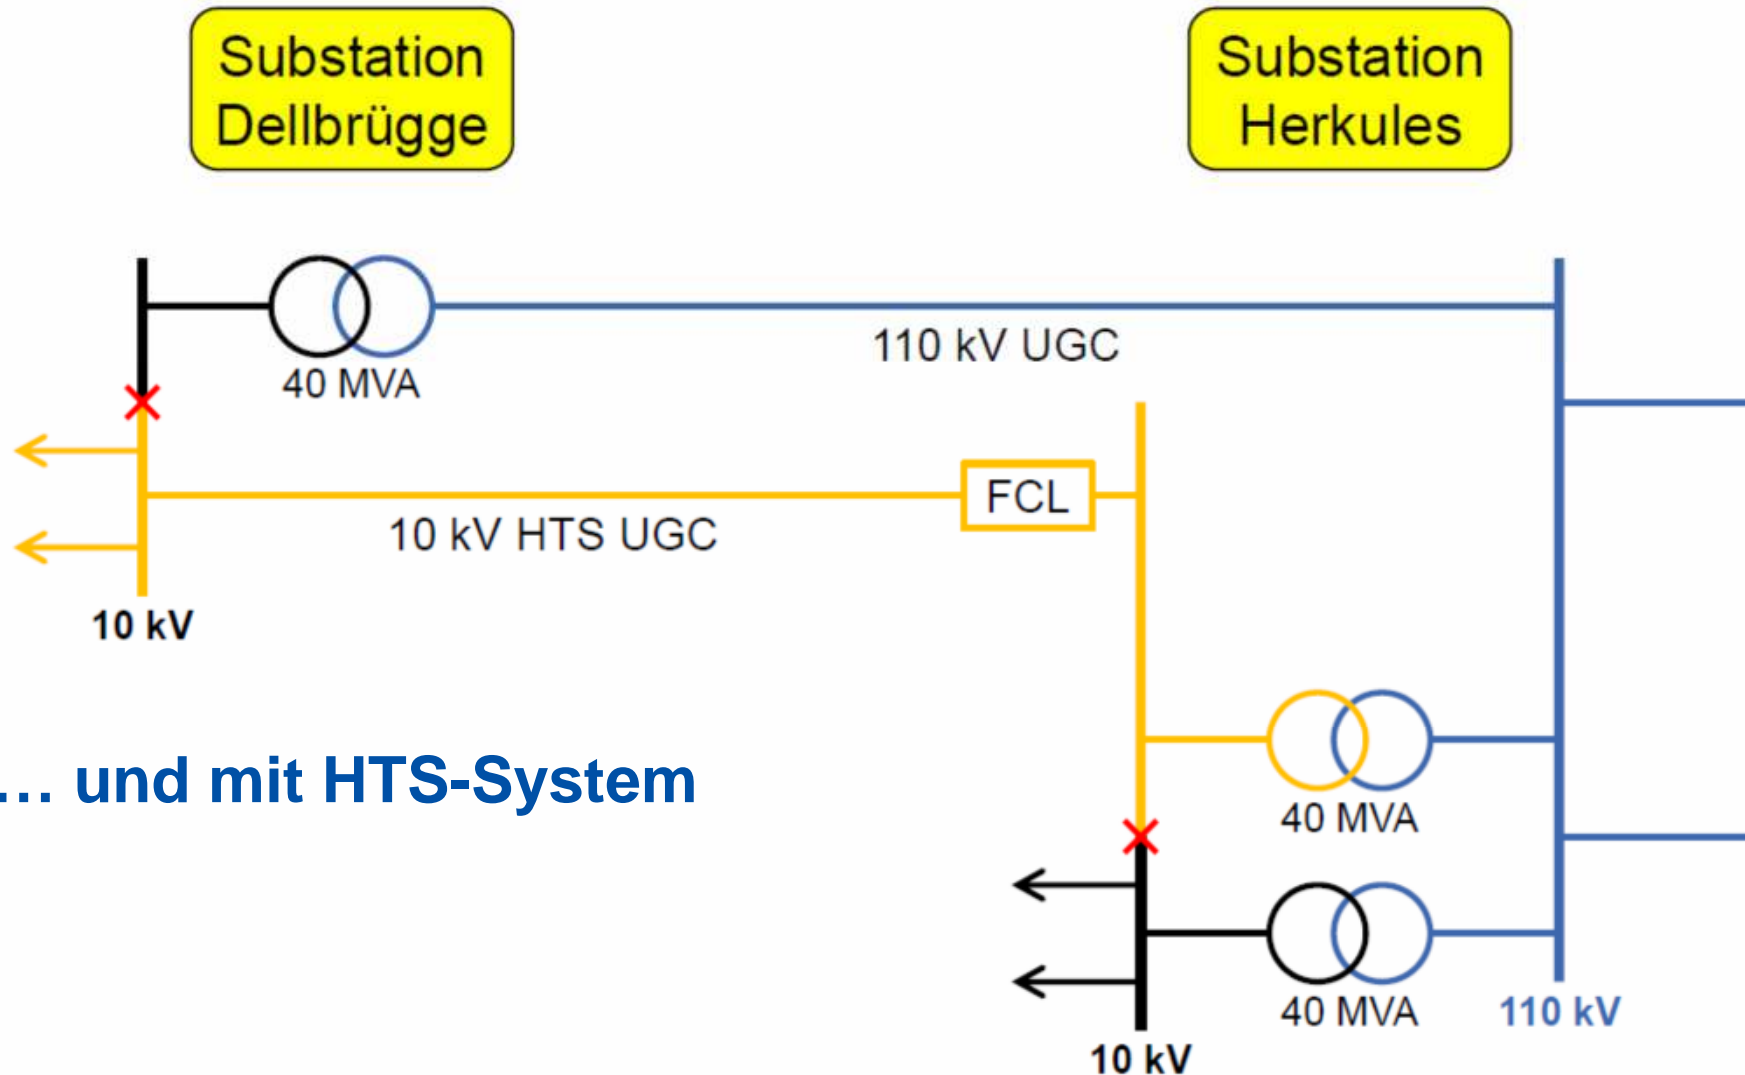 Substation
Dellbrügge
Substation
Herkules
110 kV UGC
40 MVA
FCL
10 kV HTS UGC
10 kV
… und mit HTS-System
40 MVA
40 MVA
110 kV
10 kV